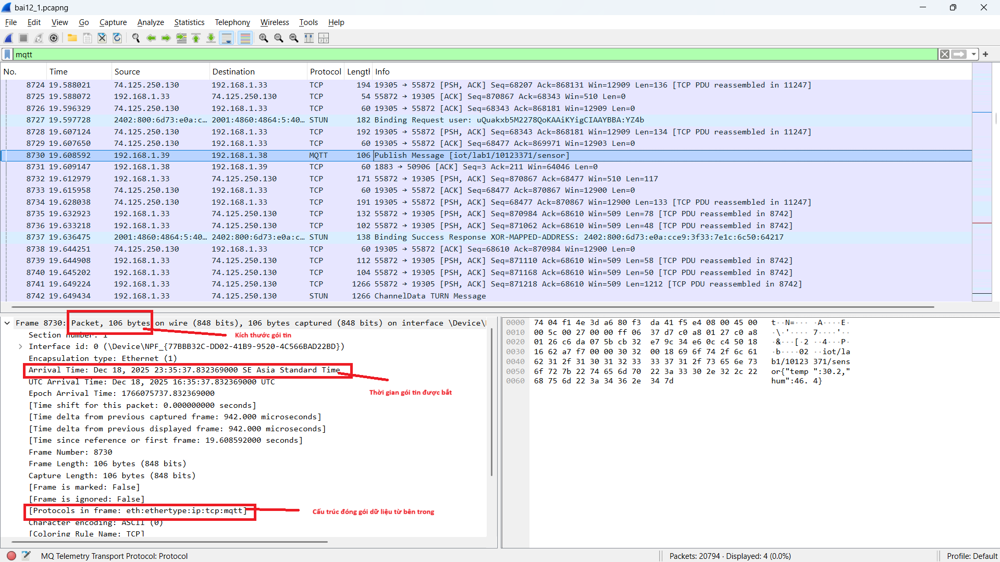 bai12_1.pcapng
File Edit View Go Capture Analyze Statistics Telephony Wireless Tools Help
mqtt
No. Time Source Destination Protocol Length Info
8724 19.588021 74.125.250.130 192.168.1.33 TCP 194 19305 → 55872 [PSH, ACK] Seq=68207 Ack=868131 Win=12909 Len=136 [TCP PDU reassembled in 11247]
8725 19.588072 192.168.1.33 74.125.250.130 TCP 54 55872 → 19305 [ACK] Seq=870867 Ack=68343 Win=510 Len=0
8726 19.596329 74.125.250.130 192.168.1.33 TCP 60 19305 → 55872 [ACK] Seq=68343 Ack=868181 Win=12909 Len=0
8727 19.597728 2402:800:6d73:e0a:c… 2001:4860:4864:5:40… STUN 182 Binding Request user: uQuakxb5M2278QoKAAiKYigCIAAYBBA:YZ4b
8728 19.607124 74.125.250.130 192.168.1.33 TCP 192 19305 → 55872 [PSH, ACK] Seq=68343 Ack=868181 Win=12909 Len=134 [TCP PDU reassembled in 11247]
8729 19.607650 74.125.250.130 192.168.1.33 TCP 60 19305 → 55872 [ACK] Seq=68477 Ack=869971 Win=12903 Len=0
8730 19.608592 192.168.1.39 192.168.1.38 MQTT 106 Publish Message [iot/lab1/10123371/sensor]
8731 19.609147 192.168.1.38 192.168.1.39 TCP 60 1883 → 50906 [ACK] Seq=3 Ack=211 Win=64046 Len=0
8732 19.612979 192.168.1.33 74.125.250.130 TCP 171 55872 → 19305 [PSH, ACK] Seq=870867 Ack=68477 Win=510 Len=117
8733 19.615958 74.125.250.130 192.168.1.33 TCP 60 19305 → 55872 [ACK] Seq=68477 Ack=870867 Win=12900 Len=0
8734 19.628038 74.125.250.130 192.168.1.33 TCP 191 19305 → 55872 [PSH, ACK] Seq=68477 Ack=870867 Win=12900 Len=133 [TCP PDU reassembled in 11247]
8735 19.632923 192.168.1.33 74.125.250.130 TCP 132 55872 → 19305 [PSH, ACK] Seq=870984 Ack=68610 Win=509 Len=78 [TCP PDU reassembled in 8742]
8736 19.633218 192.168.1.33 74.125.250.130 TCP 102 55872 → 19305 [PSH, ACK] Seq=871062 Ack=68610 Win=509 Len=48 [TCP PDU reassembled in 8742]
8737 19.636475 2001:4860:4864:5:40… 2402:800:6d73:e0a:c… STUN 138 Binding Success Response XOR-MAPPED-ADDRESS: 2402:800:6d73:e0a:cce9:3f33:7e1c:6c50:64217
8738 19.644251 74.125.250.130 192.168.1.33 TCP 60 19305 → 55872 [ACK] Seq=68610 Ack=870984 Win=12900 Len=0
8739 19.644908 192.168.1.33 74.125.250.130 TCP 112 55872 → 19305 [PSH, ACK] Seq=871110 Ack=68610 Win=509 Len=58 [TCP PDU reassembled in 8742]
8740 19.645202 192.168.1.33 74.125.250.130 TCP 104 55872 → 19305 [PSH, ACK] Seq=871168 Ack=68610 Win=509 Len=50 [TCP PDU reassembled in 8742]
8741 19.649224 192.168.1.33 74.125.250.130 TCP 1266 55872 → 19305 [PSH, ACK] Seq=871218 Ack=68610 Win=509 Len=1212 [TCP PDU reassembled in 8742]
8742 19.649434 192.168.1.33 74.125.250.130 STUN 1266 ChannelData TURN Message
Frame 8730: Packet, 106 bytes on wire (848 bits), 106 bytes captured (848 bits) on interface \Device\
Section number: 1
Kích thước gói tin
Interface id: 0 (\Device\NPF_{77BBB32C-DD02-41B9-9520-4C566BAD22BD})
Encapsulation type: Ethernet (1)
Arrival Time: Dec 18, 2025 23:35:37.832369000 SE Asia Standard Time
UTC Arrival Time: Dec 18, 2025 16:35:37.832369000 UTC
Thời gian gói tin được bắt
Epoch Arrival Time: 1766075737.832369000
[Time shift for this packet: 0.000000000 seconds]
[Time delta from previous captured frame: 942.000 microseconds]
[Time delta from previous displayed frame: 942.000 microseconds]
[Time since reference or first frame: 19.608592000 seconds]
Frame Number: 8730
Frame Length: 106 bytes (848 bits)
Capture Length: 106 bytes (848 bits)
[Frame is marked: False]
[Frame is ignored: False]
[Protocols in frame: eth:ethertype:ip:tcp:mqtt]
Cấu trúc đóng gói dữ liệu từ bên trong
Character encoding: ASCII (0)
[Coloring Rule Name: TCP]
0000 74 04 f1 4e 3d a6 80 f3 da 41 f5 e4 08 00 45 00 t··N=··· ·A····E·
0010 00 5c 00 27 00 00 ff 06 37 d7 c0 a8 01 27 c0 a8 ·\·'···· 7····'··
0020 01 26 c6 da 07 5b cb 32 e7 9c 34 e6 0c c4 50 18 ·&···[·2 ··4···P·
0030 16 62 a7 f7 00 00 30 32 00 18 69 6f 74 2f 6c 61 ·b····02 ··iot/la
0040 62 31 2f 31 30 31 32 33 33 37 31 2f 73 65 6e 73 b1/10123 371/sens
0050 6f 72 7b 22 74 65 6d 70 22 3a 33 30 2e 32 2c 22 or{"temp ":30.2,"
0060 68 75 6d 22 3a 34 36 2e 34 7d hum":46. 4}
MQ Telemetry Transport Protocol: Protocol
Packets: 20794 · Displayed: 4 (0.0%)
Profile: Default